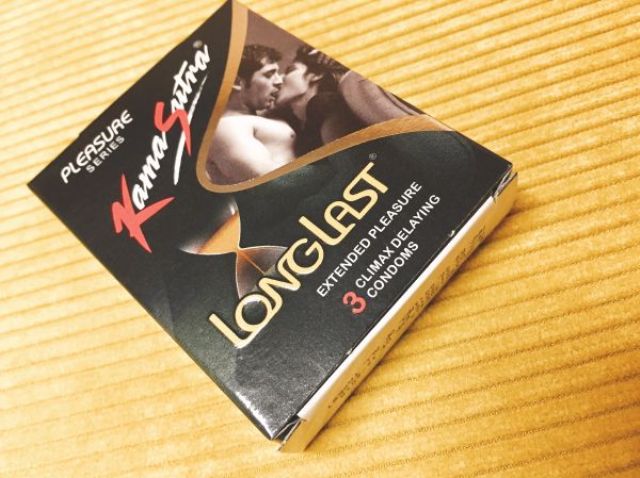 PLEASURE
SERIES
KamaSutra®
LONGLAST®
EXTENDED PLEASURE
3 CLIMAX DELAYING
CONDOMS